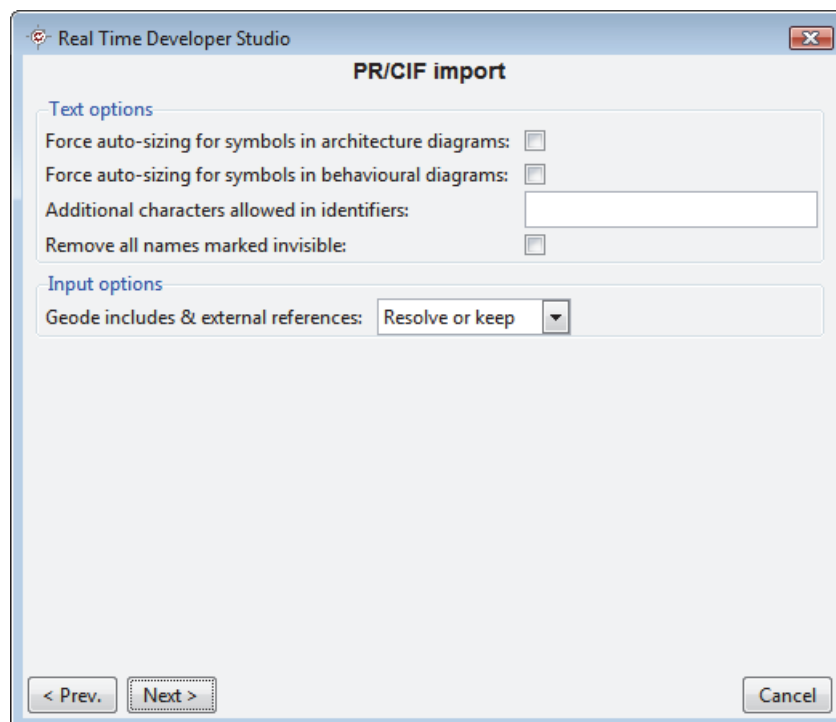 Real Time Developer Studio
PR/CIF import
Text options
Force auto-sizing for symbols in architecture diagrams:
Force auto-sizing for symbols in behavioural diagrams:
Additional characters allowed in identifiers:
Remove all names marked invisible:
Input options
Geode includes & external references: Resolve or keep
< Prev. Next > Cancel